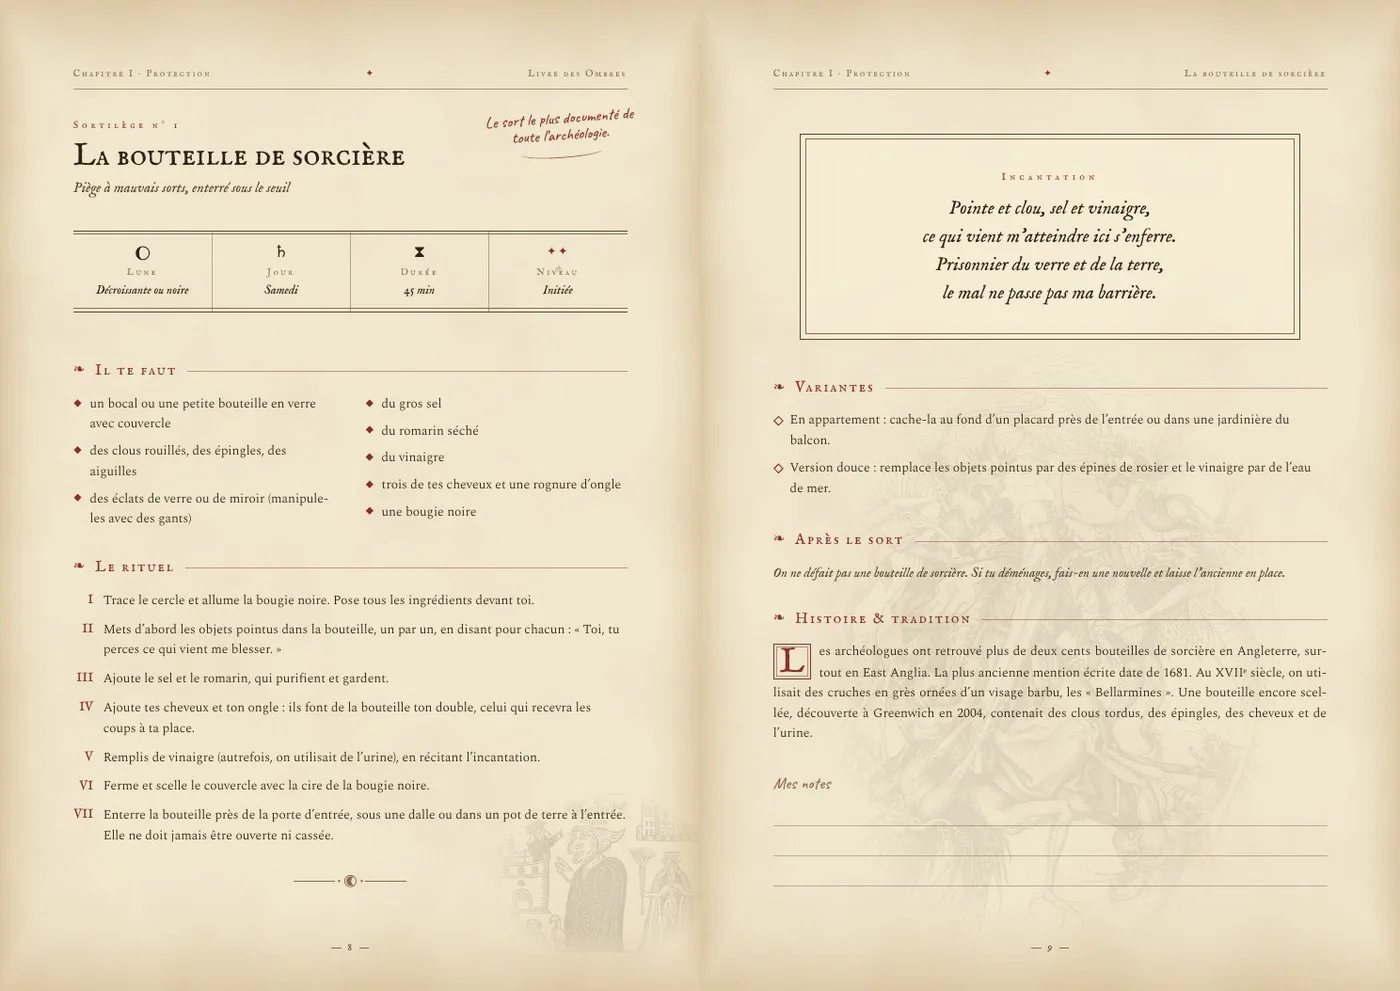 Chapitre I · Protection
Livre des Ombres
Sortilège n° 1
Le sort le plus documenté de
toute l'archéologie.
La bouteille de sorcière
Piège à mauvais sorts, enterré sous le seuil
Lune
Décroissante ou noire
Jour
Samedi
Durée
45 min
Niveau
Initiée
Il te faut
un bocal ou une petite bouteille en verre
avec couvercle
des clous rouillés, des épingles, des
aiguilles
des éclats de verre ou de miroir (manipule-
les avec des gants)
du gros sel
du romarin séché
du vinaigre
trois de tes cheveux et une rognure d'ongle
une bougie noire
Le rituel
I Trace le cercle et allume la bougie noire. Pose tous les ingrédients devant toi.
II Mets d'abord les objets pointus dans la bouteille, un par un, en disant pour chacun : « Toi, tu
perces ce qui vient me blesser. »
III Ajoute le sel et le romarin, qui purifient et gardent.
IV Ajoute tes cheveux et ton ongle : ils font de la bouteille ton double, celui qui recevra les
coups à ta place.
V Remplis de vinaigre (autrefois, on utilisait de l'urine), en récitant l'incantation.
VI Ferme et scelle le couvercle avec la cire de la bougie noire.
VII Enterre la bouteille près de la porte d'entrée, sous une dalle ou dans un pot de terre à l'entrée.
Elle ne doit jamais être ouverte ni cassée.
— 8 —
Chapitre I · Protection
La bouteille de sorcière
Incantation
Pointe et clou, sel et vinaigre,
ce qui vient m'atteindre ici s'enferre.
Prisonnier du verre et de la terre,
le mal ne passe pas ma barrière.
Variantes
En appartement : cache-la au fond d'un placard près de l'entrée ou dans une jardinière du
balcon.
Version douce : remplace les objets pointus par des épines de rosier et le vinaigre par de l'eau
de mer.
Après le sort
On ne défait pas une bouteille de sorcière. Si tu déménages, fais-en une nouvelle et laisse l'ancienne en place.
Histoire & tradition
Les archéologues ont retrouvé plus de deux cents bouteilles de sorcière en Angleterre, sur-
tout en East Anglia. La plus ancienne mention écrite date de 1681. Au XVIIe siècle, on uti-
lisait des cruches en grès ornées d'un visage barbu, les « Bellarmines ». Une bouteille encore scel-
lée, découverte à Greenwich en 2004, contenait des clous tordus, des épingles, des cheveux et de
l'urine.
Mes notes
— 9 —